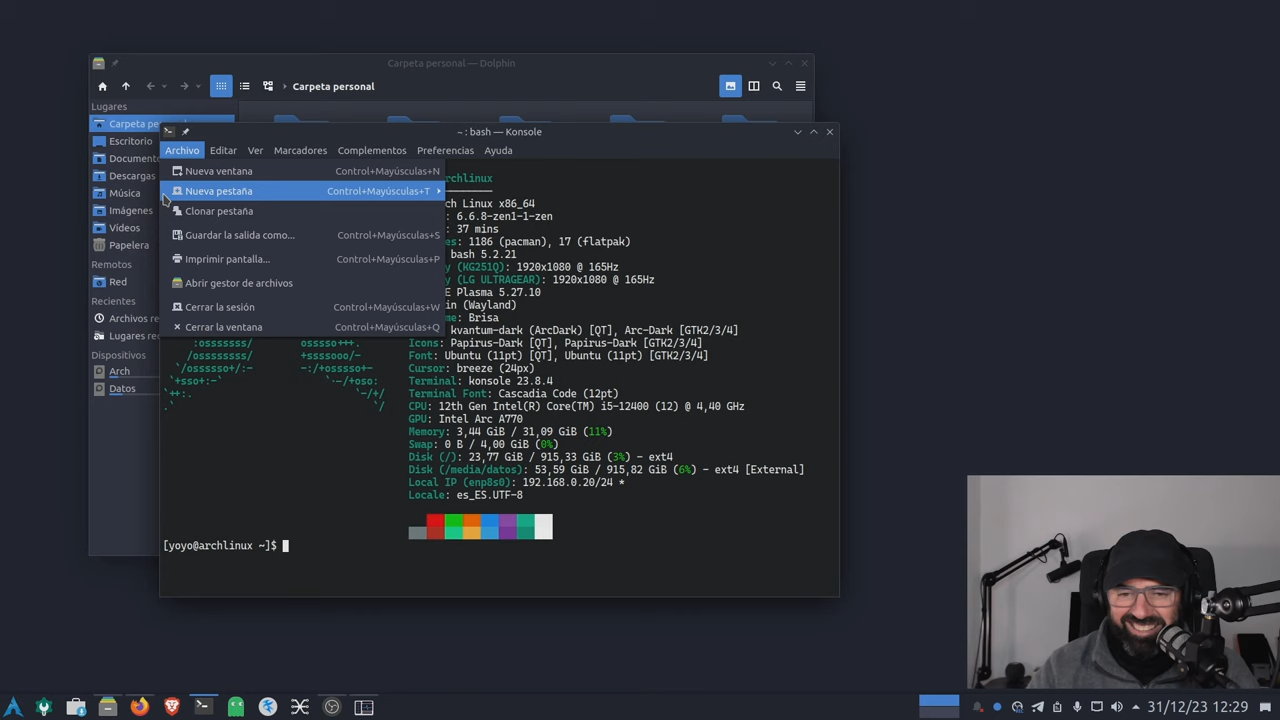 Carpeta personal — Dolphin
Carpeta personal
Lugares
Carpeta
Escritorio
Descargas
Música
Imágenes
Vídeos
Papelera
Remotos
Red
Recientes
Archivos
Lugares
Dispositivos
Arch
Datos
~ : bash — Konsole
Archivo Editar Ver Marcadores Complementos Preferencias Ayuda
Nueva ventana Control+Mayúsculas+N
Nueva pestaña Control+Mayúsculas+T
Clonar pestaña
Guardar la salida como... Control+Mayúsculas+S
Imprimir pantalla... Control+Mayúsculas+P
Abrir gestor de archivos
Cerrar la sesión Control+Mayúsculas+W
Cerrar la ventana Control+Mayúsculas+Q
archlinux
ch Linux x86_64
: 6.6.8-zen1-1-zen
: 37 mins
es: 1186 (pacman), 17 (flatpak)
bash 5.2.21
y (KG251Q): 1920x1080 @ 165Hz
y (LG ULTRAGEAR): 1920x1080 @ 165Hz
E Plasma 5.27.10
in (Wayland)
me: Brisa
kvantum-dark (ArcDark) [QT], Arc-Dark [GTK2/3/4]
Icons: Papirus-Dark [QT], Papirus-Dark [GTK2/3/4]
Font: Ubuntu (11pt) [QT], Ubuntu (11pt) [GTK2/3/4]
Cursor: breeze (24px)
Terminal: konsole 23.8.4
Terminal Font: Cascadia Code (12pt)
CPU: 12th Gen Intel(R) Core(TM) i5-12400 (12) @ 4,40 GHz
GPU: Intel Arc A770
Memory: 3,44 GiB / 31,09 GiB (11%)
Swap: 0 B / 4,00 GiB (0%)
Disk (/): 23,77 GiB / 915,33 GiB (3%) - ext4
Disk (/media/datos): 53,59 GiB / 915,82 GiB (6%) - ext4 [External]
Local IP (enp8s0): 192.168.0.20/24 *
Locale: es_ES.UTF-8
[yoyo@archlinux ~]$
31/12/23 12:29